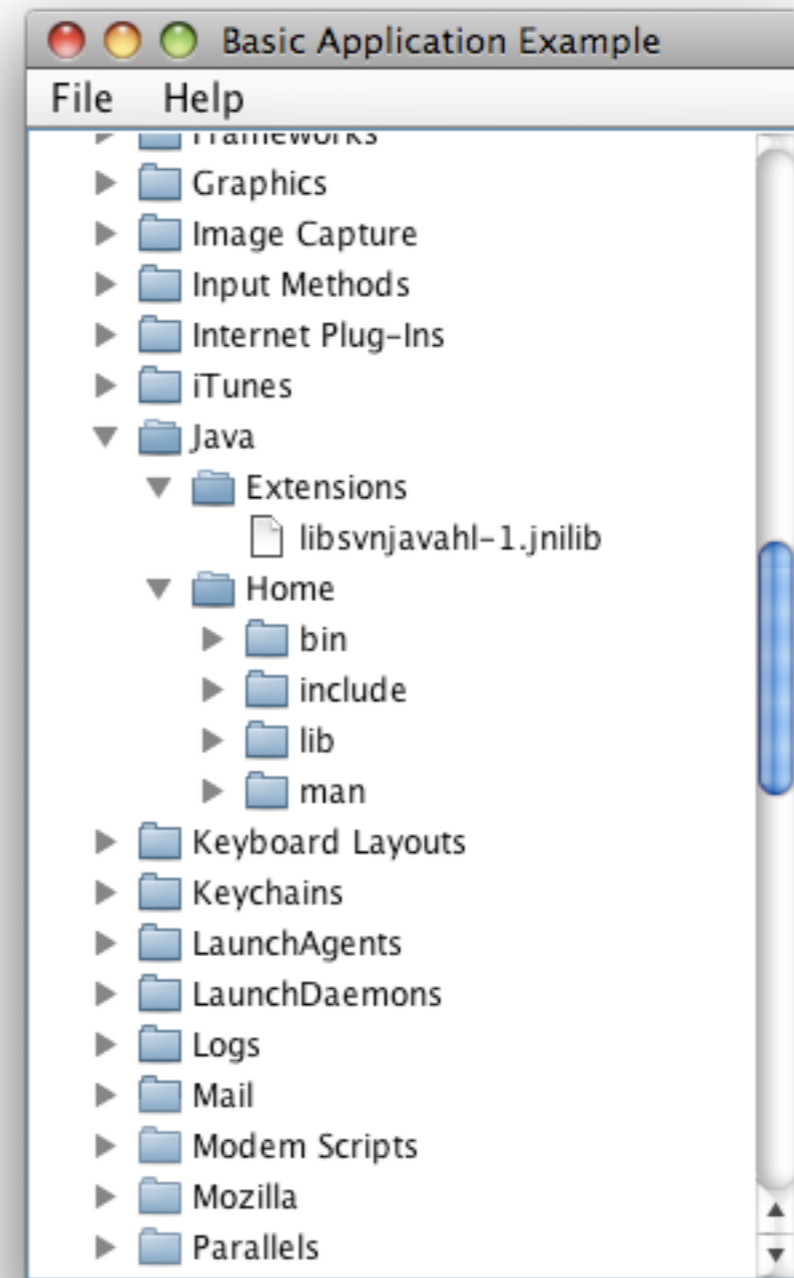 Basic Application Example
File Help
Frameworks
Graphics
Image Capture
Input Methods
Internet Plug-Ins
iTunes
Java
Extensions
libsvnjavahl-1.jnilib
Home
bin
include
lib
man
Keyboard Layouts
Keychains
LaunchAgents
LaunchDaemons
Logs
Mail
Modem Scripts
Mozilla
Parallels